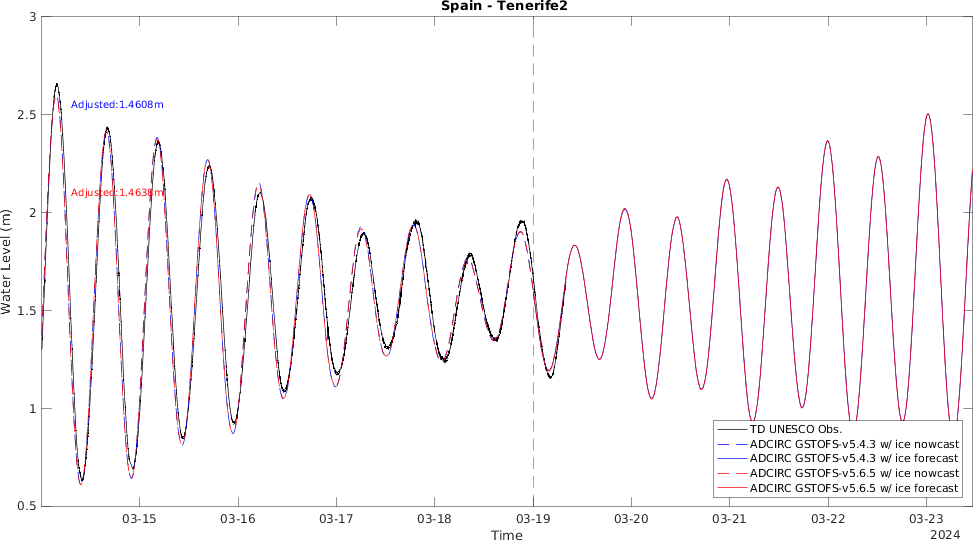 Spain - Tenerife2
3
2.5
2
1.5
1
0.5
Water Level (m)
Adjusted:1.4608m
Adjusted:1.4638m
TD UNESCO Obs.
ADCIRC GSTOFS-v5.4.3 w/ ice nowcast
ADCIRC GSTOFS-v5.4.3 w/ ice forecast
ADCIRC GSTOFS-v5.6.5 w/ ice nowcast
ADCIRC GSTOFS-v5.6.5 w/ ice forecast
03-15 03-16 03-17 03-18 03-19 03-20 03-21 03-22 03-23
Time
2024